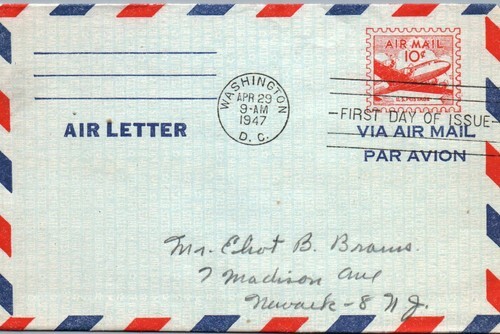 AIR MAIL
10¢
U.S. POSTAGE
WASHINGTON
APR 29
9-AM
1947
D. C.
FIRST DAY OF ISSUE
AIR LETTER
VIA AIR MAIL
PAR AVION
Mr. Eliot B. Brams.
7 Madison Ave
Newark-8 N.J.